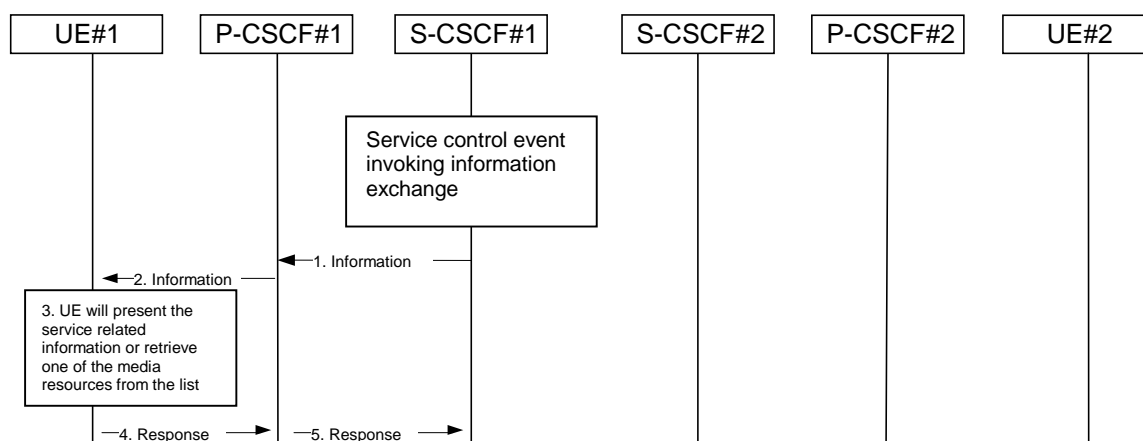 UE#1
P-CSCF#1
S-CSCF#1
S-CSCF#2
P-CSCF#2
UE#2
Service control event
invoking information
exchange
1. Information
2. Information
3. UE will present the
service related
information or retrieve
one of the media
resources from the list
4. Response
5. Response